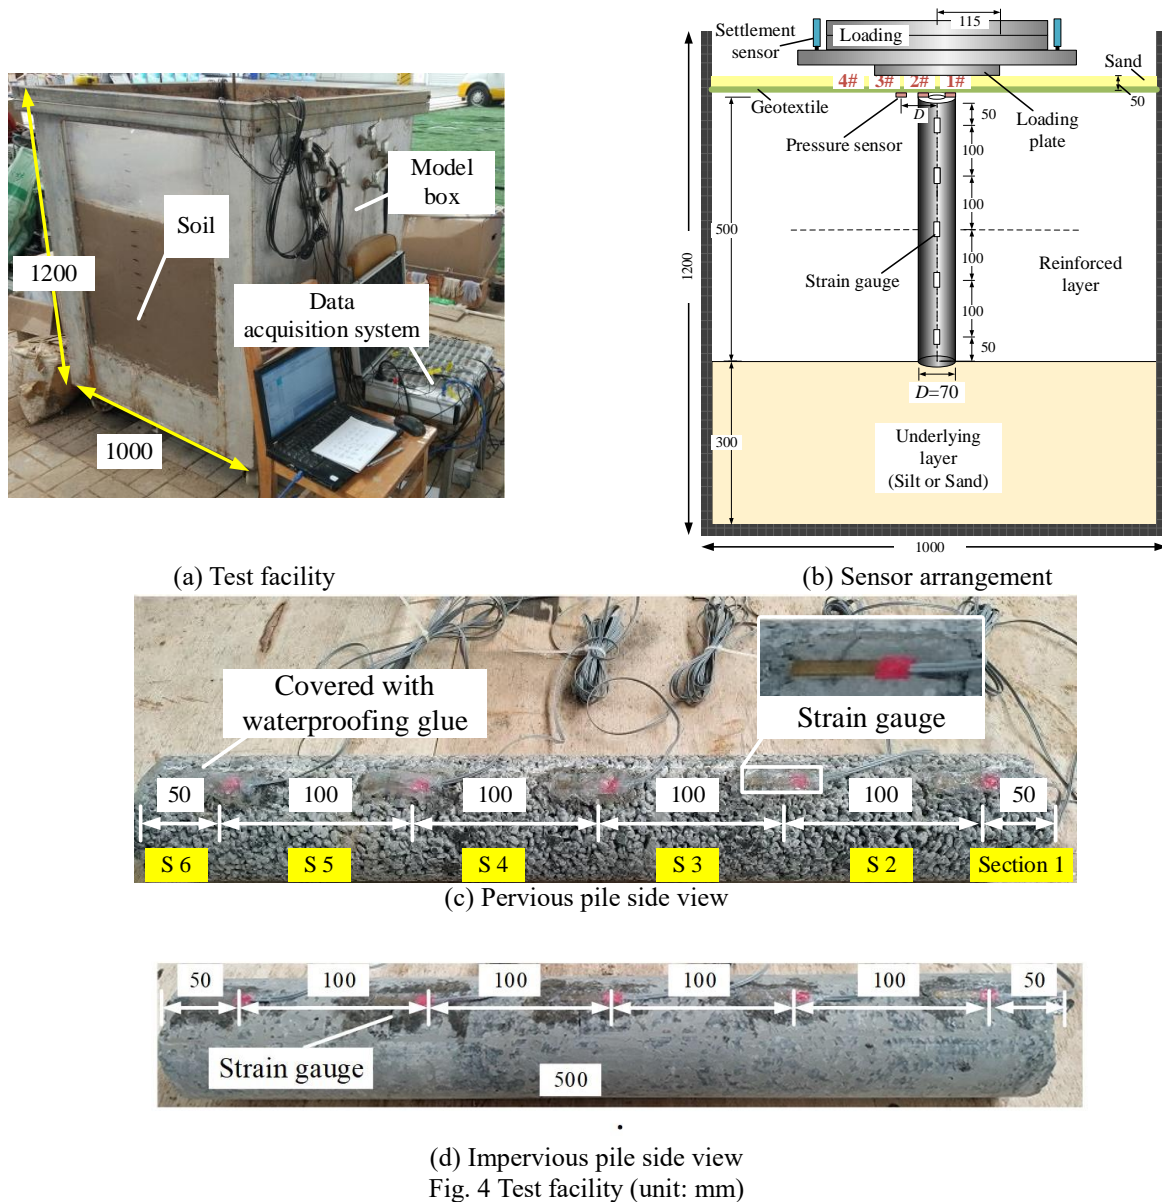 Soil
Model
box
1200
Data
acquisition system
1000
(a) Test facility
115
Settlement
sensor
Loading
Sand
4# 3# 2# 1#
Geotextile
50
D
50
Loading
plate
Pressure sensor
100
100
500
1200
100
Strain gauge
Reinforced
layer
100
50
D=70
300
Underlying
layer
(Silt or Sand)
1000
(b) Sensor arrangement
Covered with
waterproofing glue
Strain gauge
50 100 100 100 100 50
S 6 S 5 S 4 S 3 S 2 Section 1
(c) Pervious pile side view
50 100 100 100 100 50
Strain gauge
500
(d) Impervious pile side view
Fig. 4 Test facility (unit: mm)